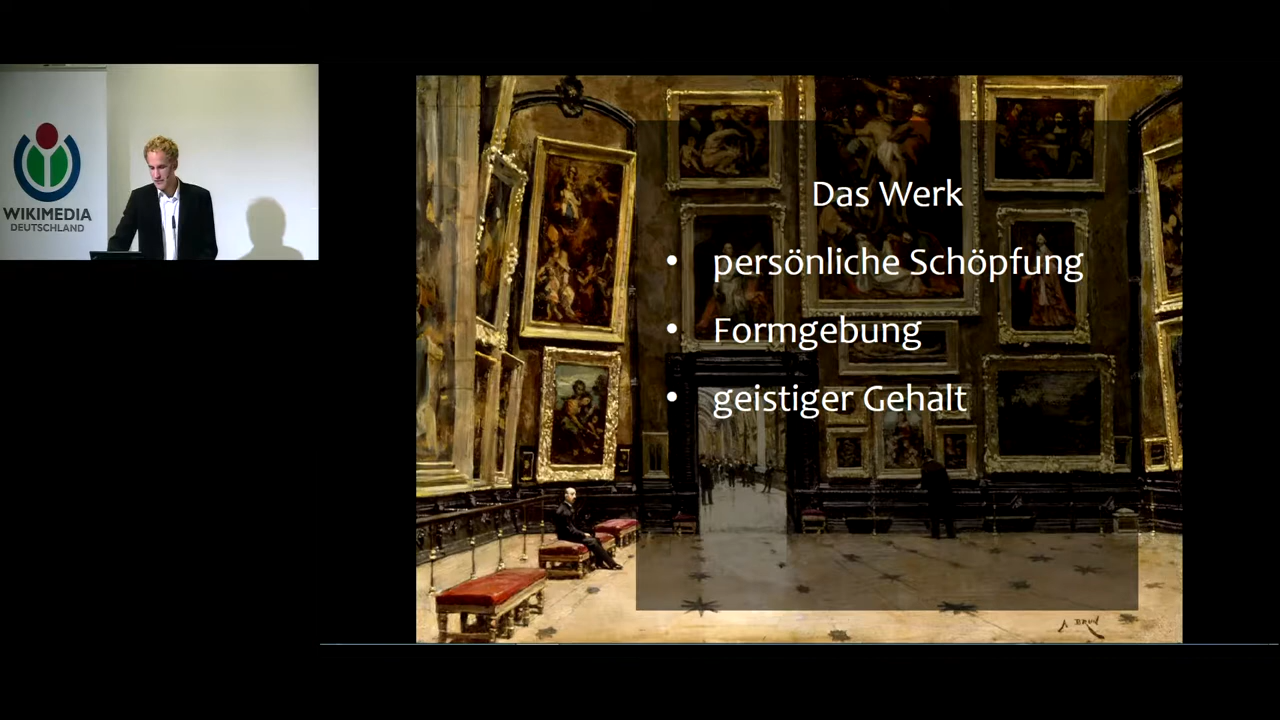 WIKIMEDIA
DEUTSCHLAND
Das Werk
• persönliche Schöpfung
• Formgebung
• geistiger Gehalt